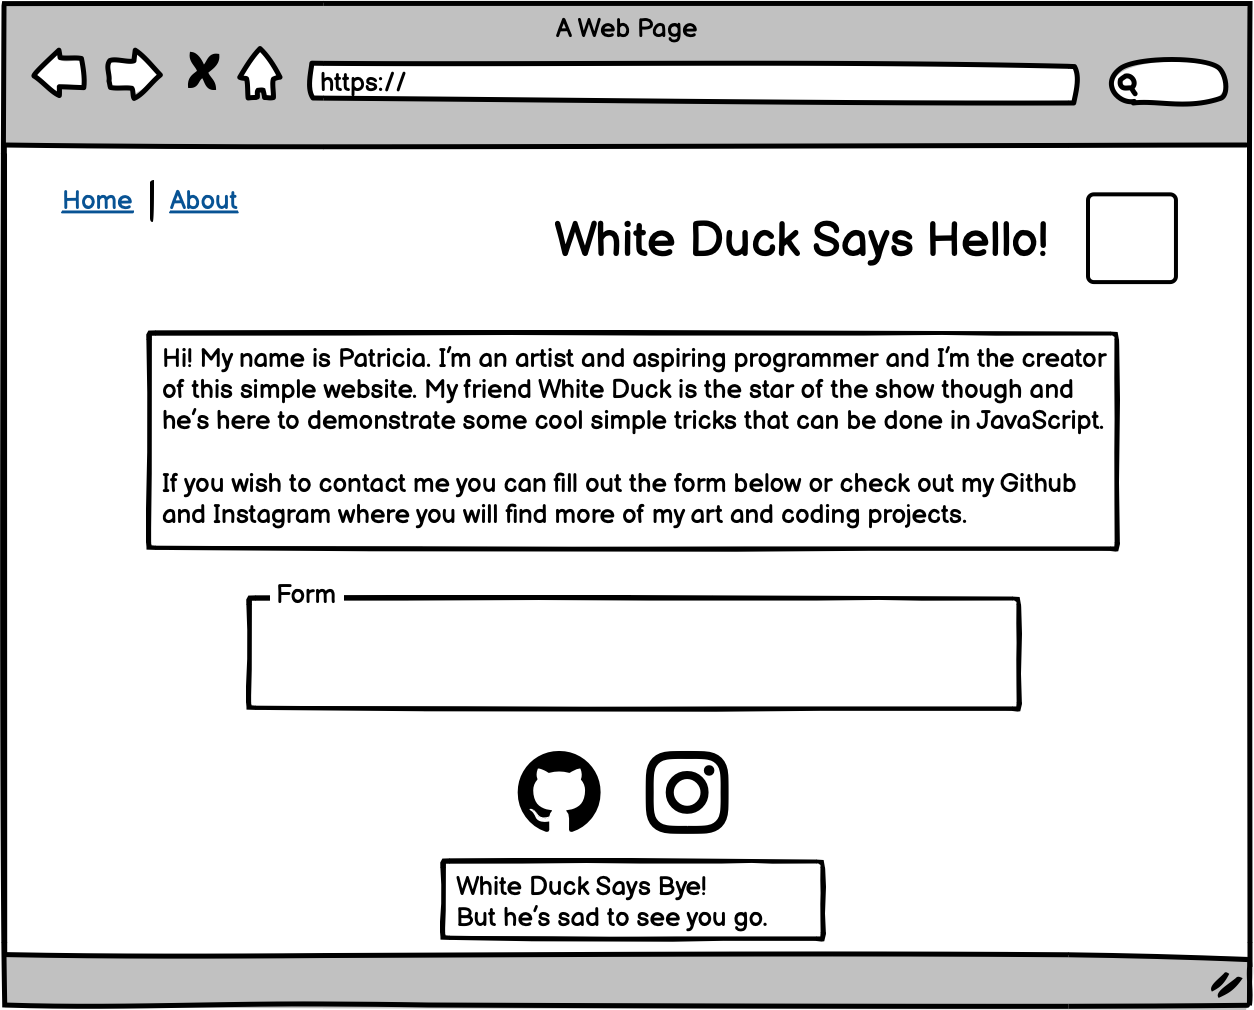 A Web Page
https://
Home
About
White Duck Says Hello!
Hi! My name is Patricia. I'm an artist and aspiring programmer and I'm the creator
of this simple website. My friend White Duck is the star of the show though and
he's here to demonstrate some cool simple tricks that can be done in JavaScript.
If you wish to contact me you can fill out the form below or check out my Github
and Instagram where you will find more of my art and coding projects.
Form
White Duck Says Bye!
But he's sad to see you go.